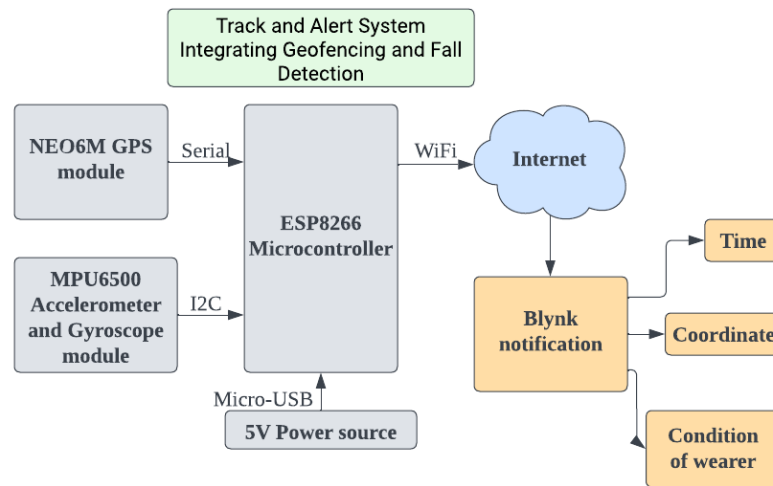 Track and Alert System
Integrating Geofencing and Fall
Detection
NEO6M GPS
module
Serial
ESP8266
Microcontroller
WiFi
Internet
MPU6500
Accelerometer
and Gyroscope
module
I2C
Micro-USB
5V Power source
Blynk
notification
Time
Coordinate
Condition
of wearer